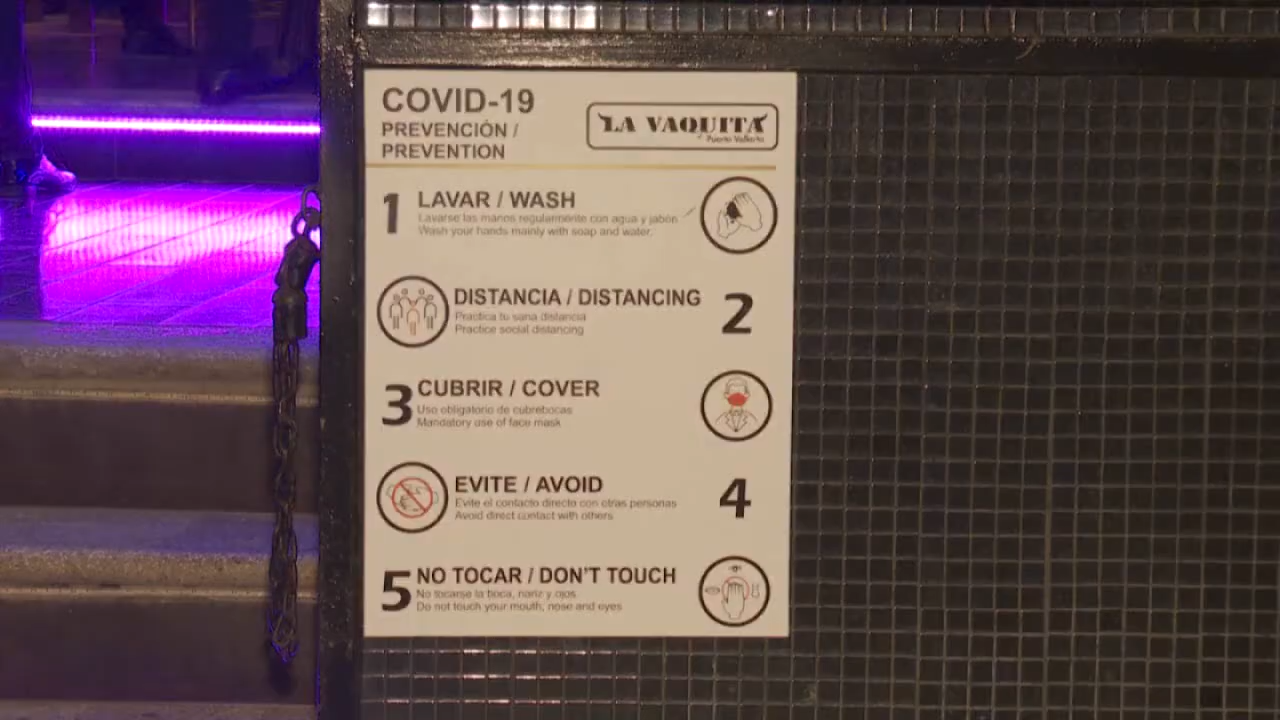 COVID-19
PREVENCIÓN /
PREVENTION
LA VAQUITA
Puerto Vallarta
1
LAVAR / WASH
Lavarse las manos regularmente con agua y jabón
Wash your hands mainly with soap and water.
DISTANCIA / DISTANCING
Practica tu sana distancia
Practice social distancing
2
3
CUBRIR / COVER
Uso obligatorio de cubrebocas
Mandatory use of face mask
EVITE / AVOID
Evite el contacto directo con otras personas
Avoid direct contact with others
4
5
NO TOCAR / DON'T TOUCH
No tocarse la boca, nariz y ojos
Do not touch your mouth, nose and eyes